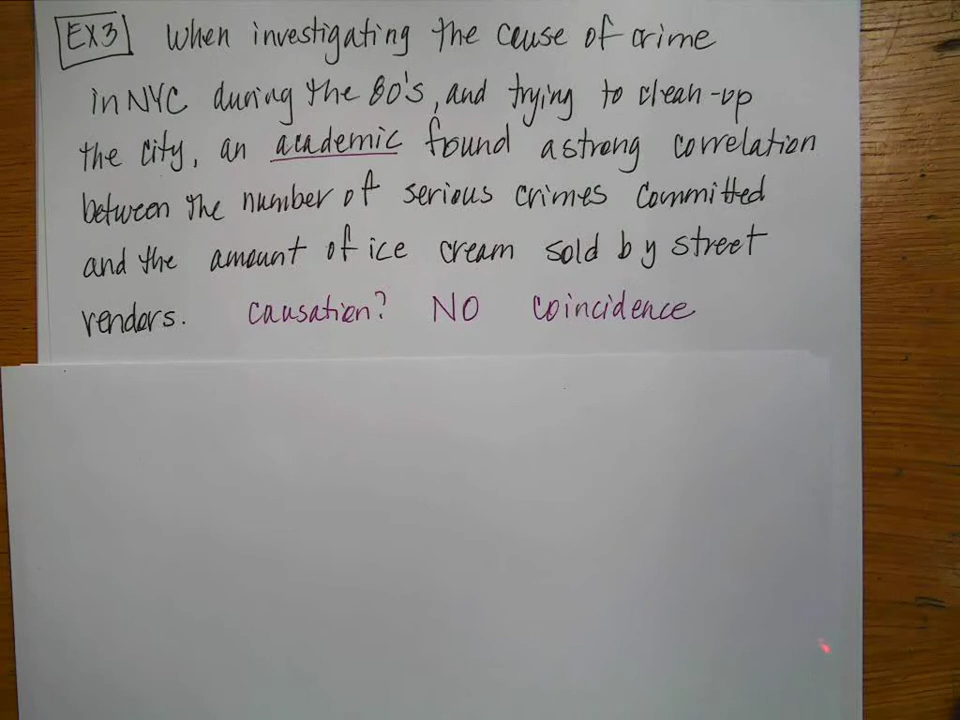 EX3 When investigating the cause of crime
in NYC during the 80's, and trying to clean-up
the city, an academic found a strong correlation
between the number of serious crimes committed
and the amount of ice cream sold by street
vendors. causation? NO coincidence